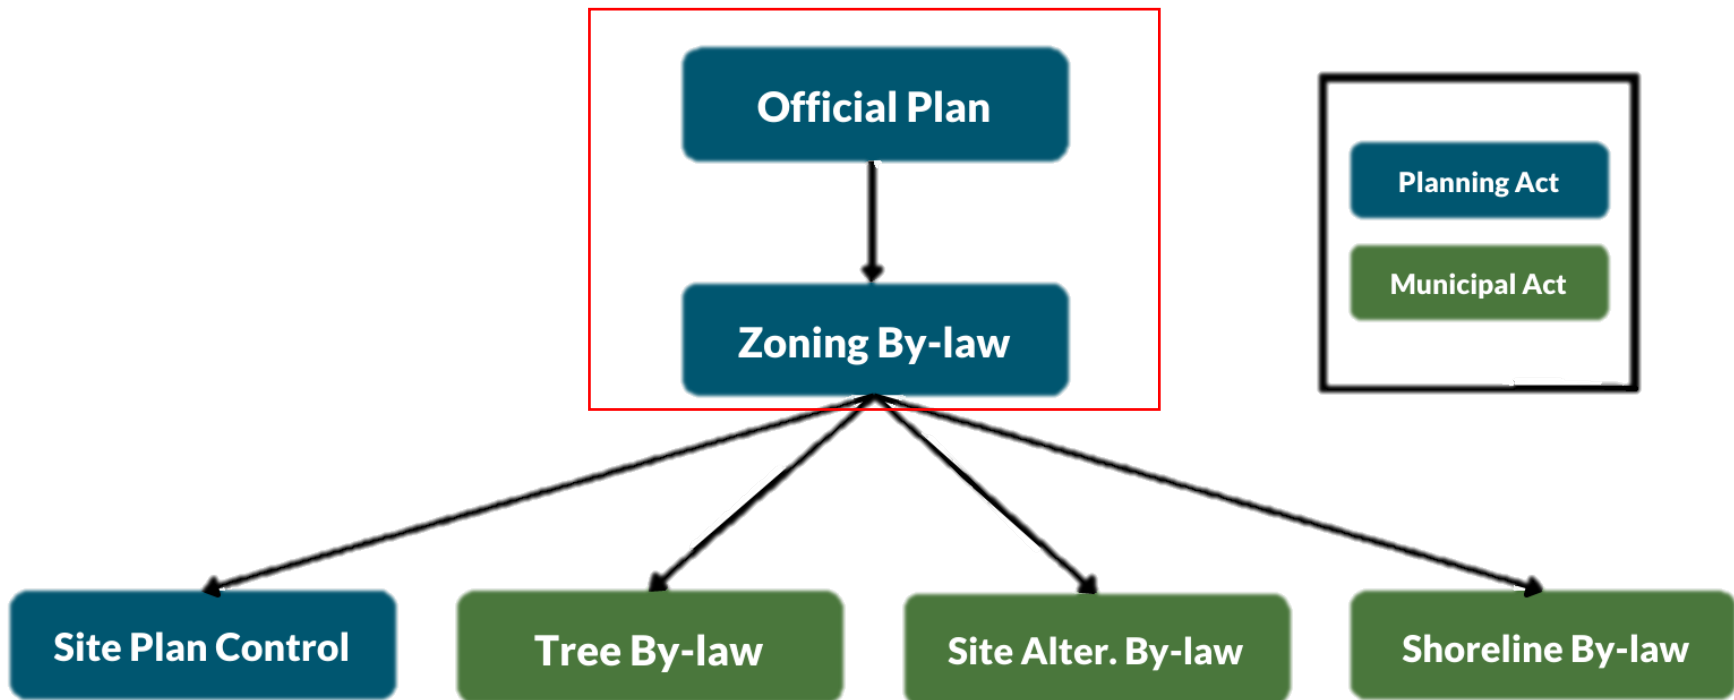 Official Plan
Planning Act
Municipal Act
Zoning By-law
Site Plan Control
Tree By-law
Site Alter. By-law
Shoreline By-law